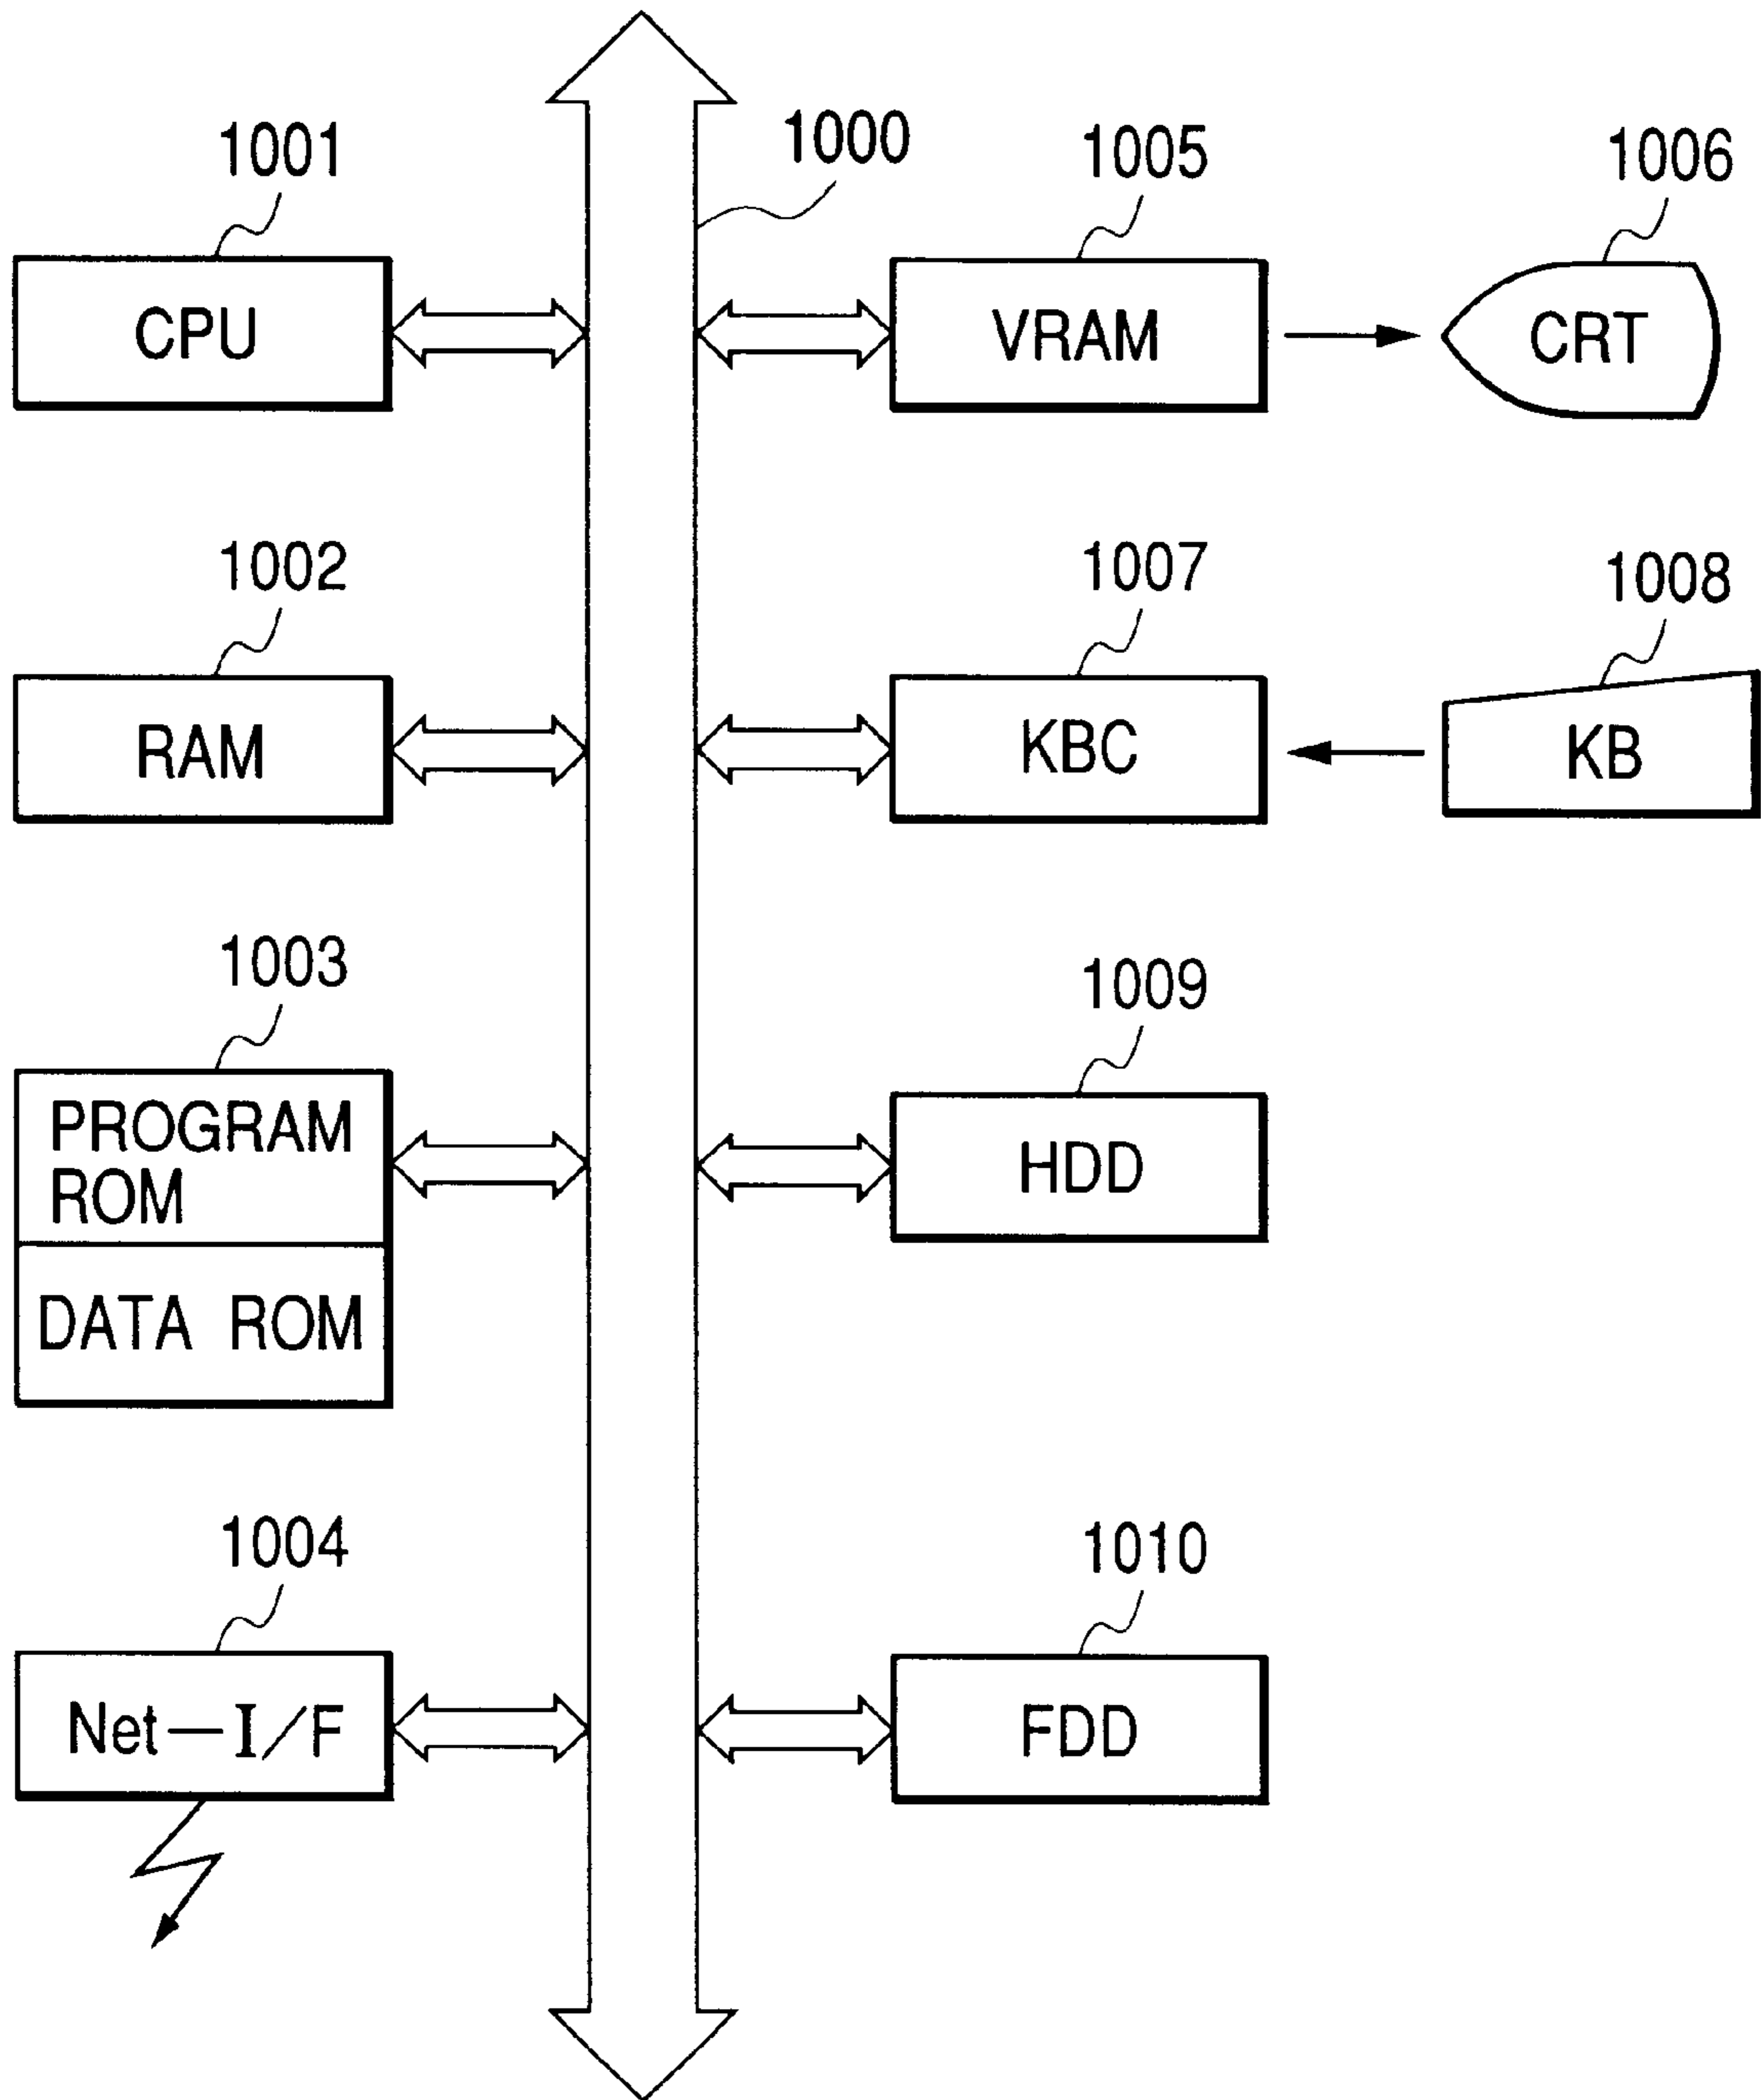 1000
1001
1005
1006
CPU
VRAM
CRT
1002
1007
1008
RAM
KBC
KB
1003
1009
PROGRAM
ROM
HDD
DATA ROM
1004
1010
Net－I／F
FDD